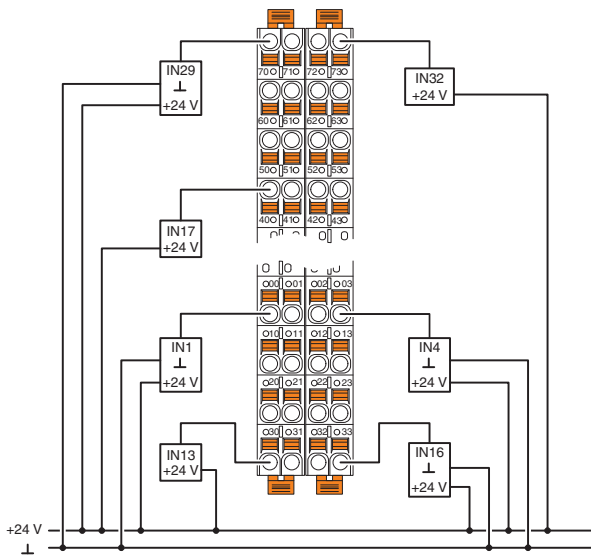 IN29
⊥
+24 V
IN32
+24 V
70 71 72 73
60 61 62 63
50 51 52 53
40 41 42 43
IN17
+24 V
00 01 02 03
10 11 12 13
IN1
⊥
+24 V
IN4
⊥
+24 V
20 21 22 23
30 31 32 33
IN13
+24 V
IN16
⊥
+24 V
+24 V
⊥